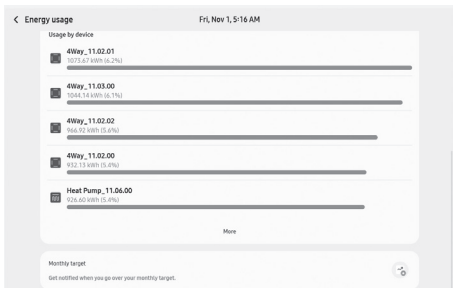 Energy usage
Fri, Nov 1, 5:16 AM
Usage by device
4Way_11.02.01
1073.67 kWh (6.2%)
4Way_11.03.00
1044.14 kWh (6.1%)
4Way_11.02.02
966.92 kWh (5.6%)
4Way_11.02.00
932.13 kWh (5.4%)
Heat Pump_11.06.00
926.60 kWh (5.4%)
More
Monthly target
Get notified when you go over your monthly target.